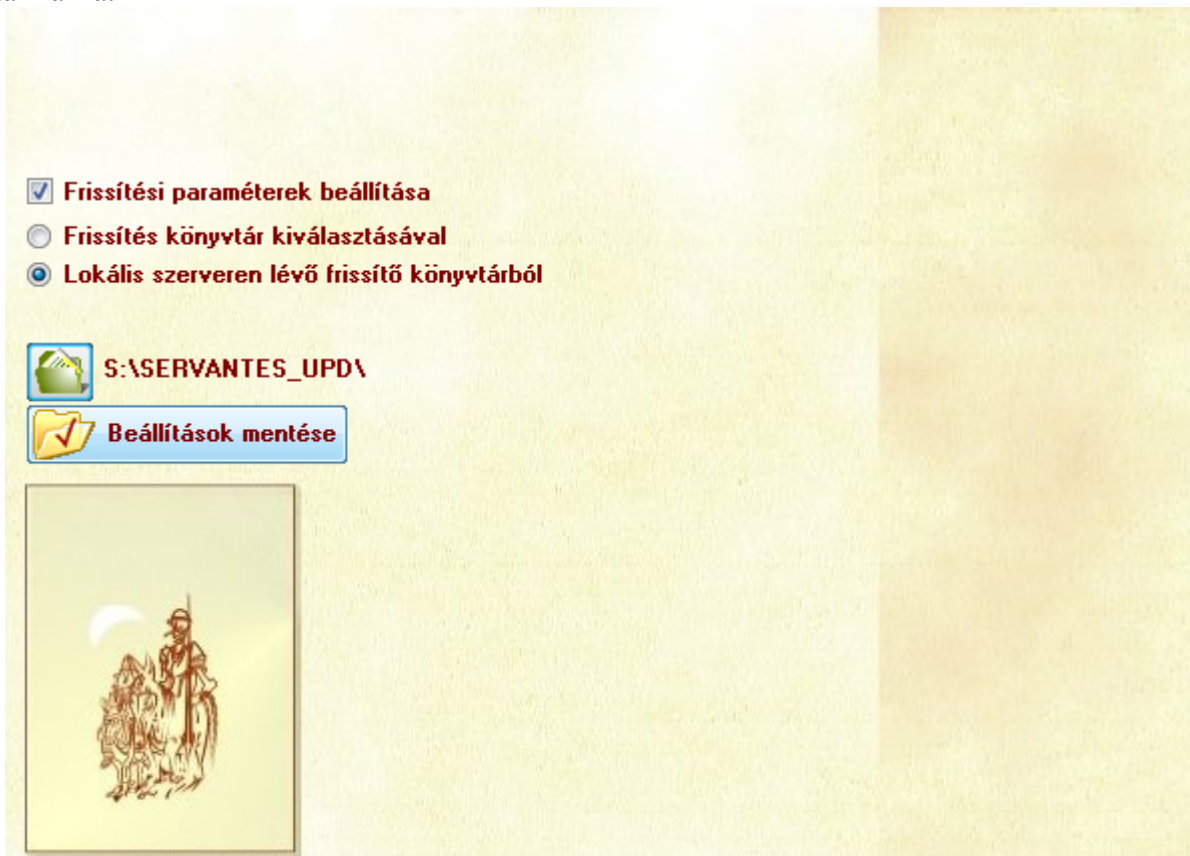 Frissítési paraméterek beállítása
Frissítés könyvtár kiválasztásával
Lokális szerveren lévő frissítő könyvtárból
S:\SERVANTES_UPD\
Beállítások mentése